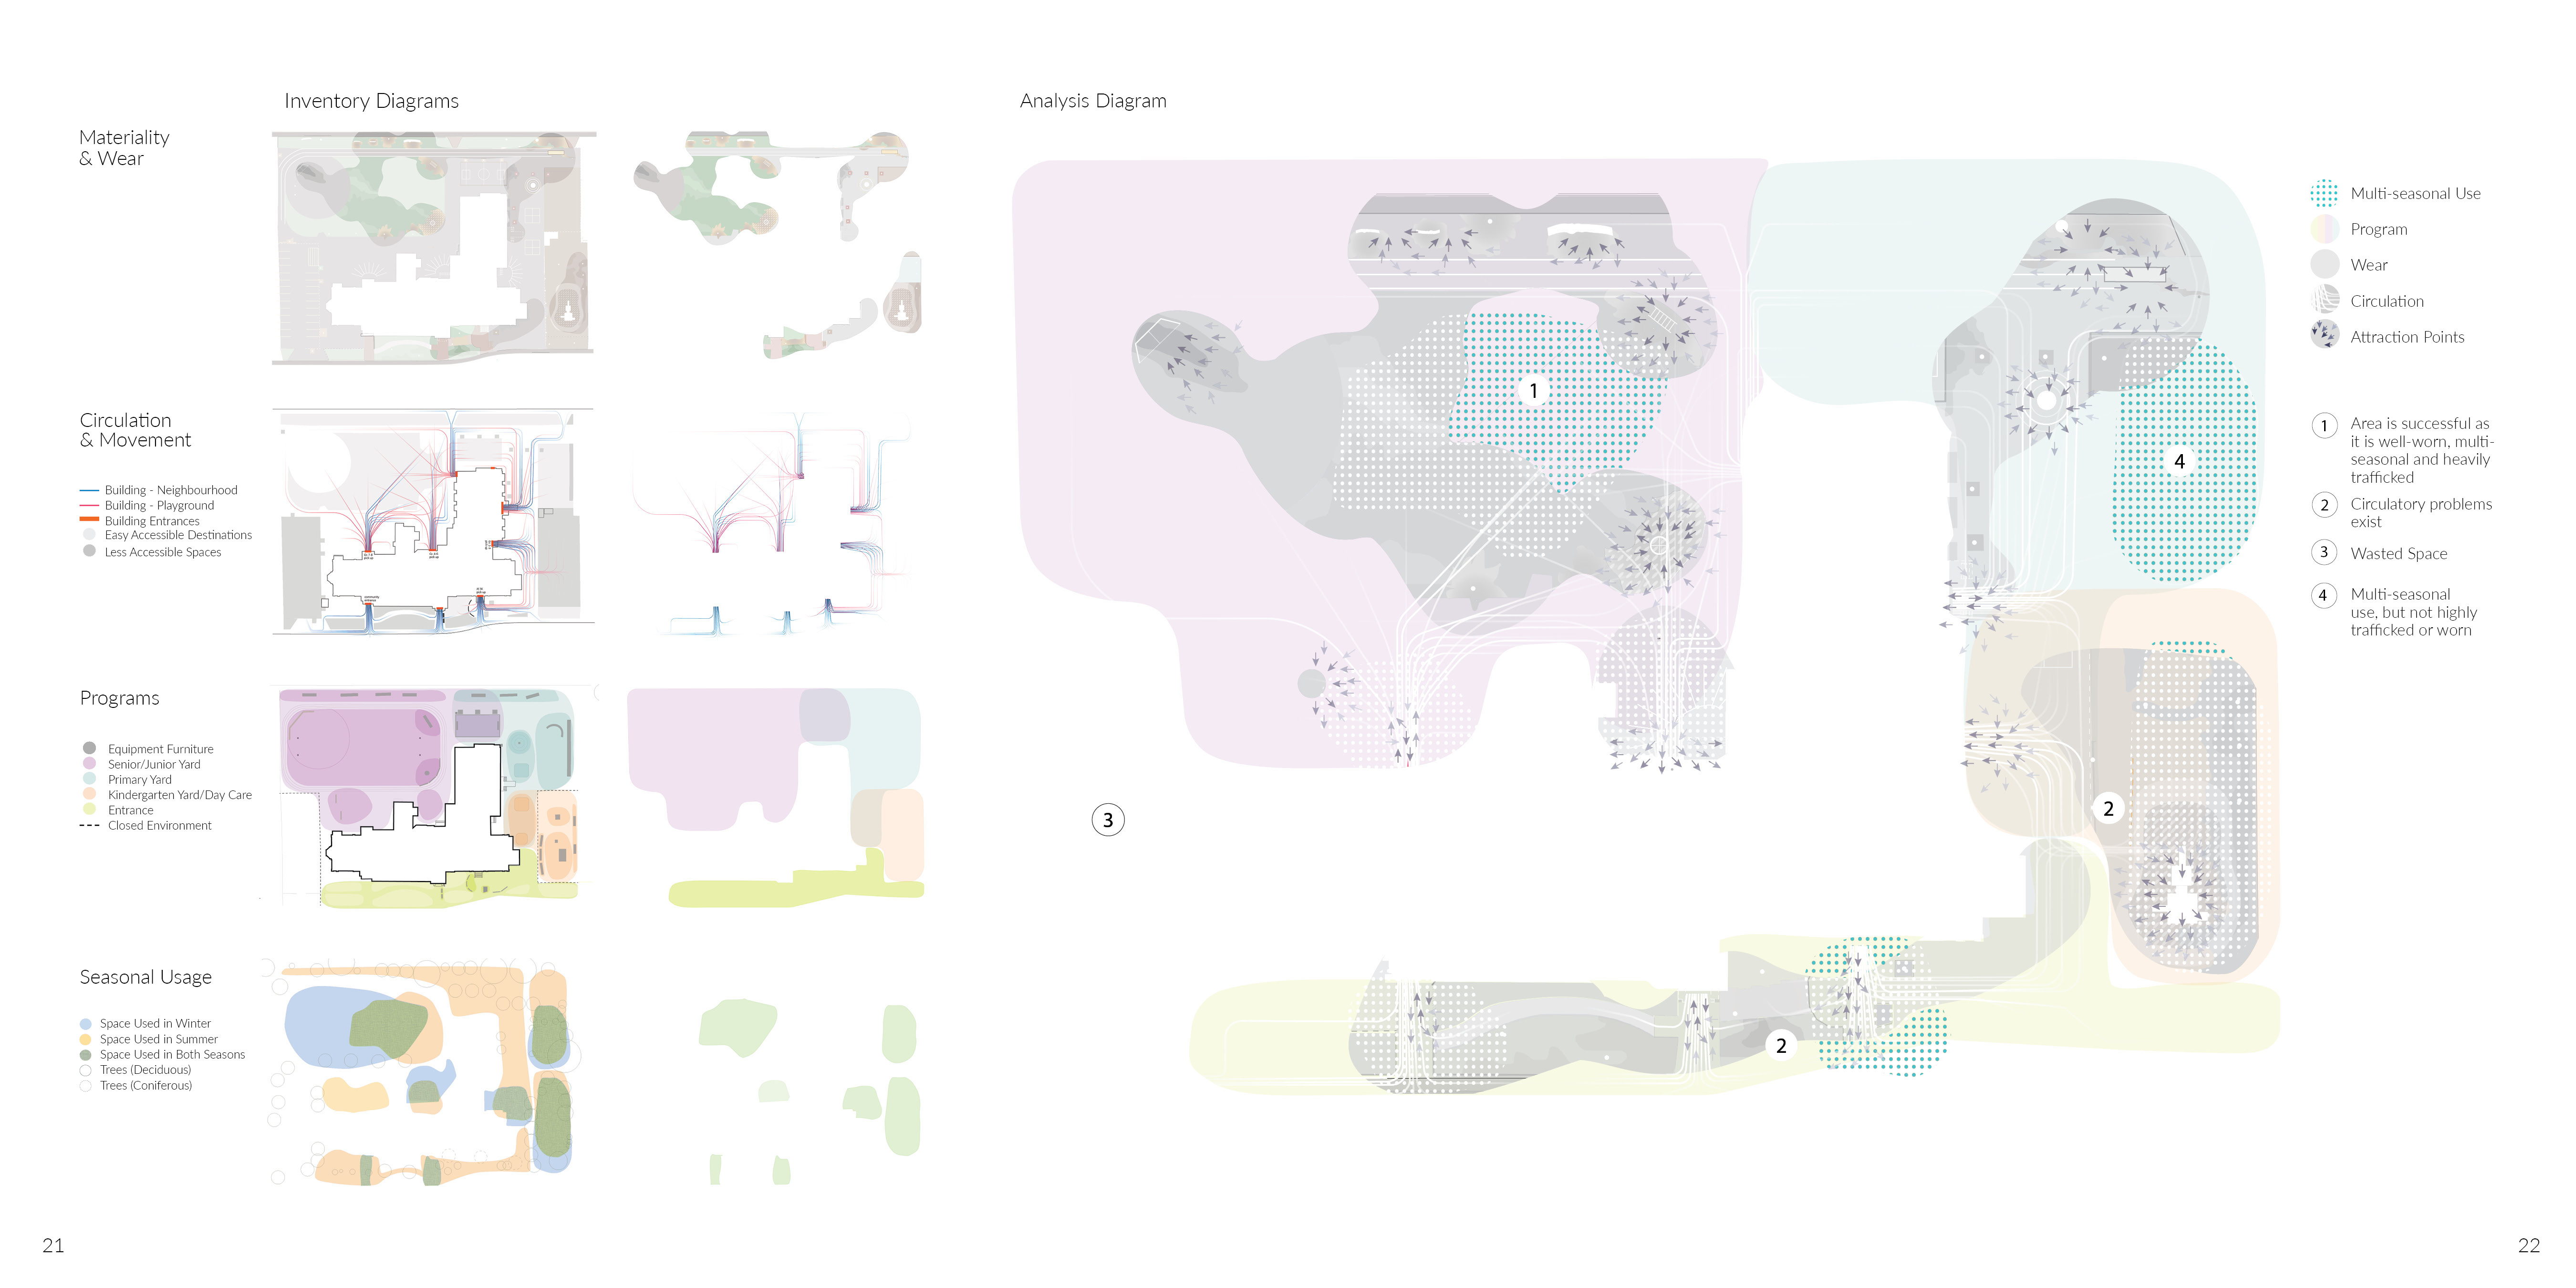 Inventory Diagrams
Materiality
& Wear
Circulation
& Movement
Building - Neighbourhood
Building - Playground
Building Entrances
Easy Accessible Destinations
Less Accessible Spaces
Programs
Equipment Furniture
Senior/Junior Yard
Primary Yard
Kindergarten Yard/Day Care
Entrance
Closed Environment
Seasonal Usage
Space Used in Winter
Space Used in Summer
Space Used in Both Seasons
Trees (Deciduous)
Trees (Coniferous)
21
Analysis Diagram
1
4
2
3
2
Multi-seasonal Use
Program
Wear
Circulation
Attraction Points
1 Area is successful as
it is well-worn, multi-
seasonal and heavily
trafficked
2 Circulatory problems
exist
3 Wasted Space
4 Multi-seasonal
use, but not highly
trafficked or worn
22